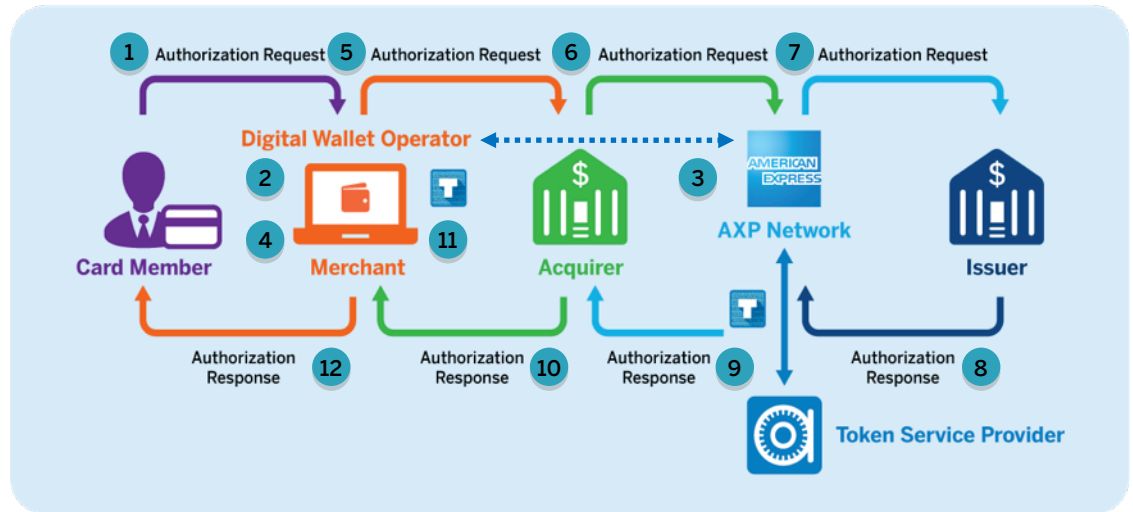 1 Authorization Request 5 Authorization Request 6 Authorization Request 7 Authorization Request
Digital Wallet Operator
2
3
AMERICAN
EXPRESS
$
$
T
4
11
AXP Network
Card Member
Merchant
Acquirer
Issuer
T
Authorization
Response
12
Authorization
Response
10
Authorization
Response
9
Authorization
Response
8
Token Service Provider